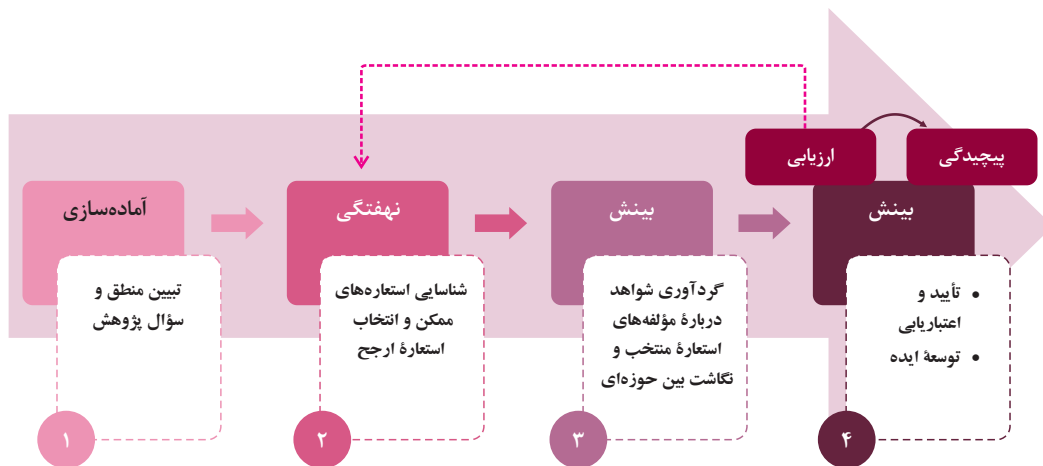 ارزیابی
پیچیدگی
آماده‌سازی
تبیین منطق و
سؤال پژوهش
۱
نهفتگی
شناسایی استعاره‌های
ممکن و انتخاب
استعارهٔ ارجح
۲
بینش
گردآوری شواهد
دربارهٔ مؤلفه‌های
استعارهٔ منتخب و
نگاشت بین حوزه‌ای
۳
بینش
• تأیید و
اعتباریابی
• توسعهٔ ایده
۴